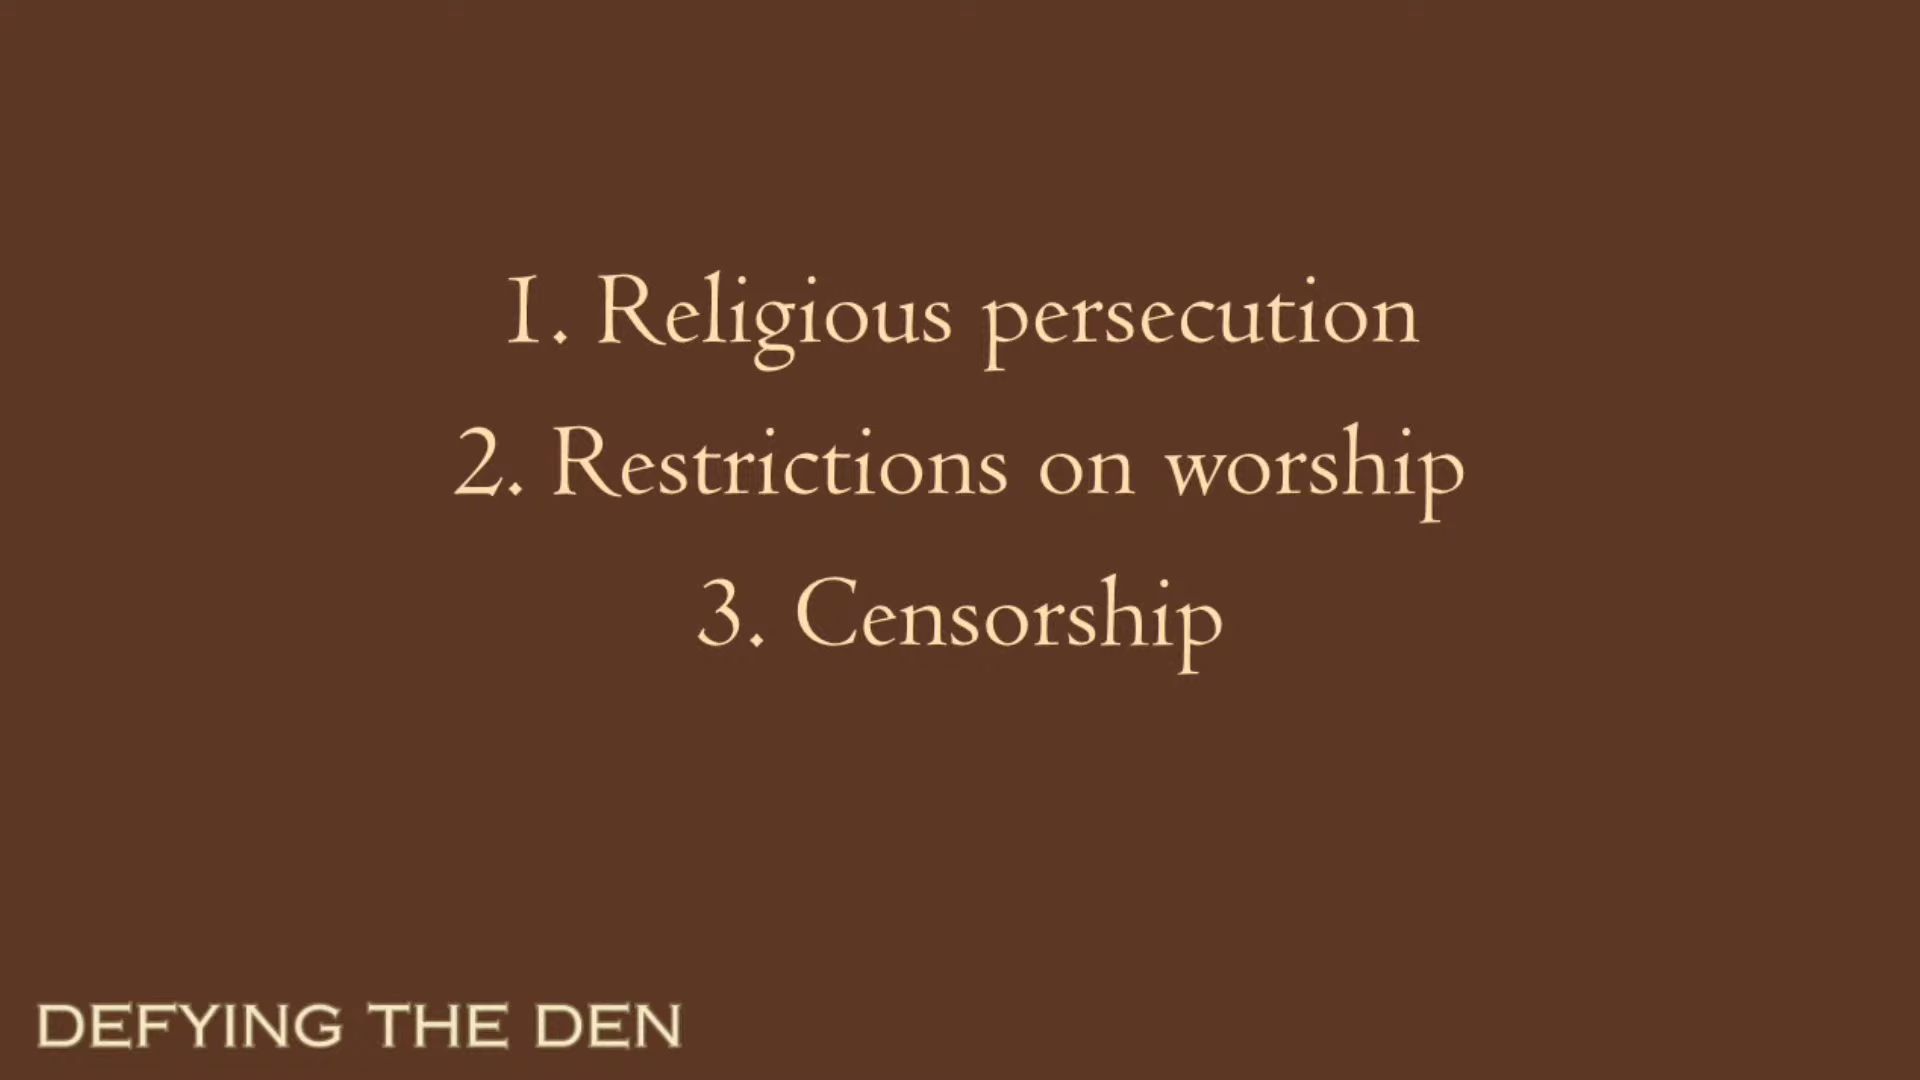 1. Religious persecution
2. Restrictions on worship
3. Censorship
DEFYING THE DEN